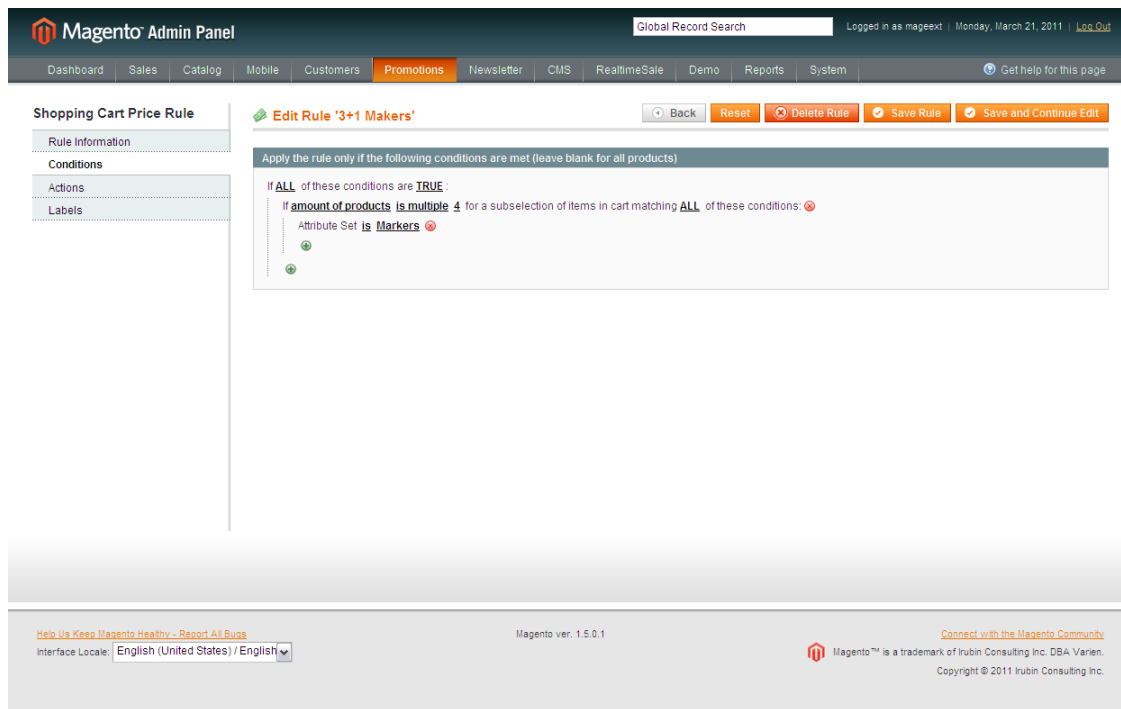 Magento Admin Panel
Global Record Search
Logged in as mageext | Monday, March 21, 2011 | Log Out
Dashboard Sales Catalog Mobile Customers Promotions Newsletter CMS RealtimeSale Demo Reports System Get help for this page
Shopping Cart Price Rule
Rule Information
Conditions
Actions
Labels
Edit Rule '3+1 Makers'
Back Reset Delete Rule Save Rule Save and Continue Edit
Apply the rule only if the following conditions are met (leave blank for all products)
If ALL of these conditions are TRUE :
If amount of products is multiple 4 for a subselection of items in cart matching ALL of these conditions:
Attribute Set is Markers
Help Us Keep Magento Healthy - Report All Bugs
Interface Locale: English (United States) / English
Magento ver. 1.5.0.1
Connect with the Magento Community
Magento™ is a trademark of Irubin Consulting Inc. DBA Varien.
Copyright © 2011 Irubin Consulting Inc.